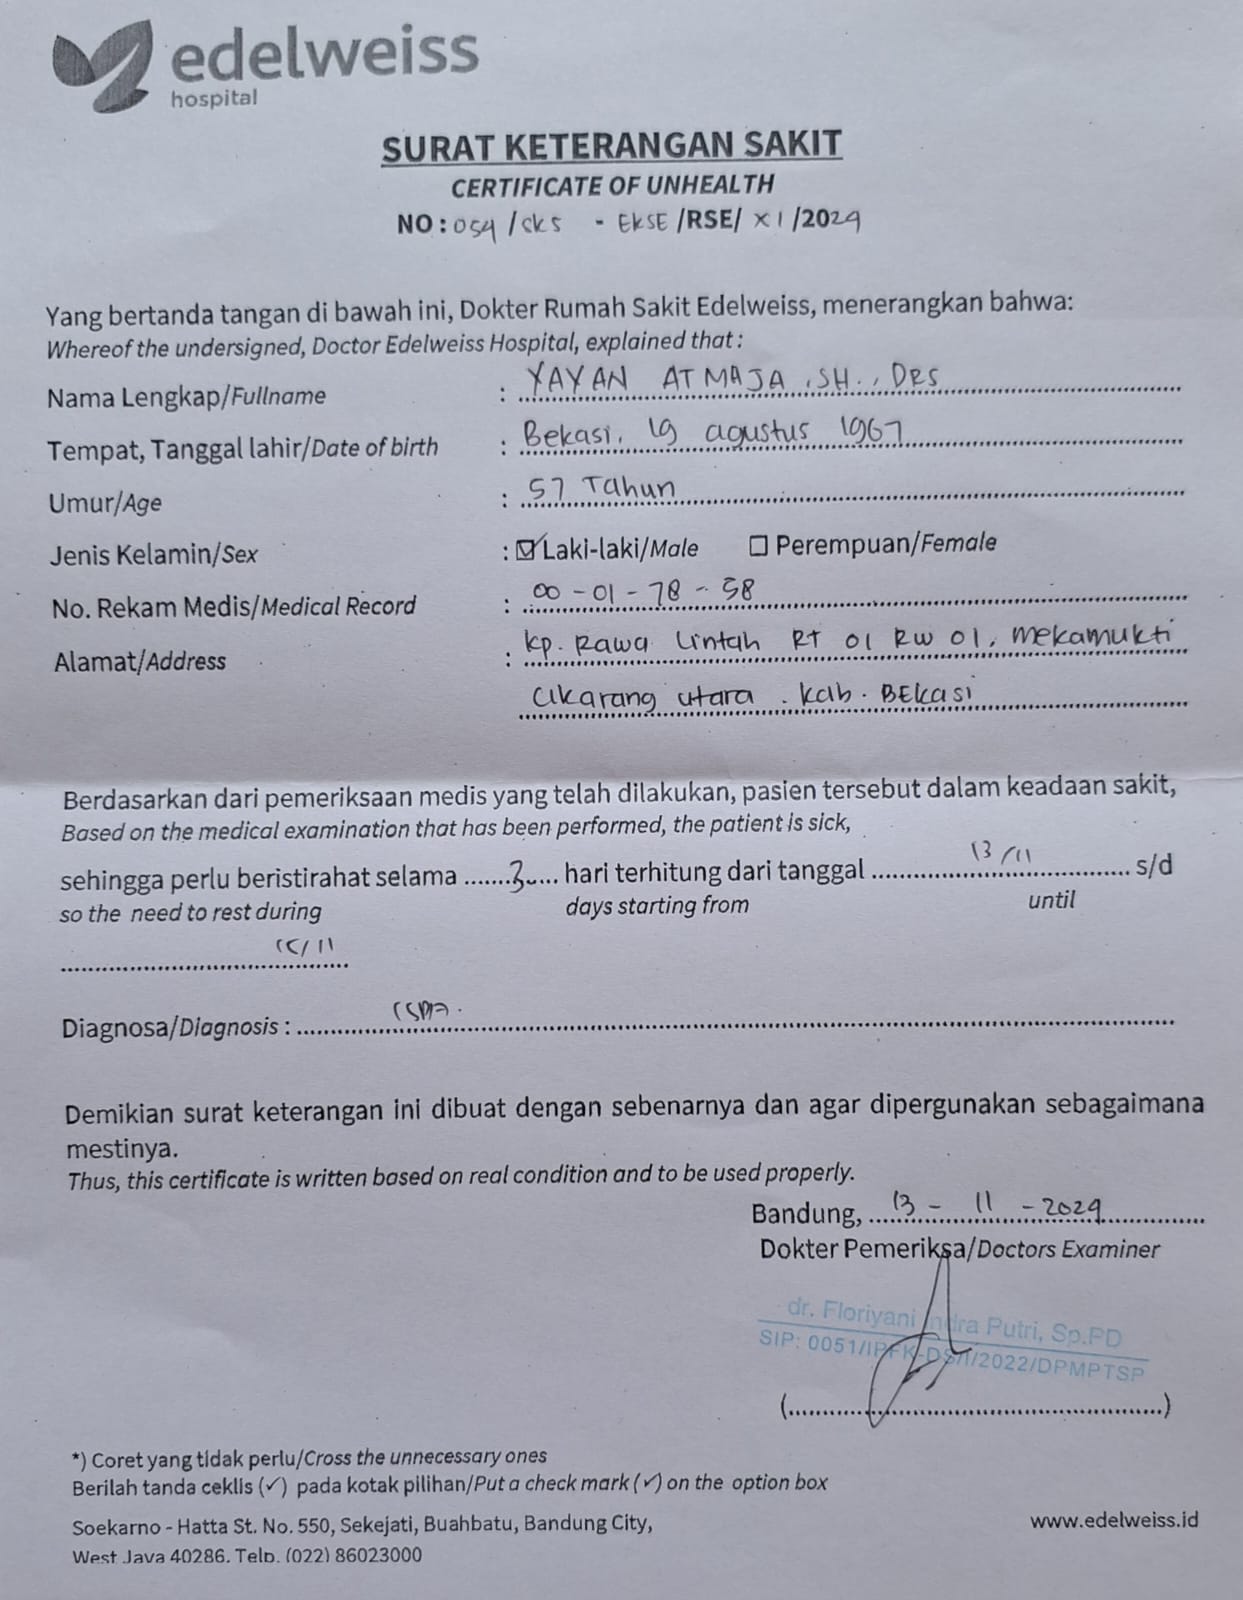 edelweiss
hospital
SURAT KETERANGAN SAKIT
CERTIFICATE OF UNHEALTH
NO : 054 /SKS - EKSE /RSE/ XI /2024
Yang bertanda tangan di bawah ini, Dokter Rumah Sakit Edelweiss, menerangkan bahwa:
Whereof the undersigned, Doctor Edelweiss Hospital, explained that :
Nama Lengkap/Fullname : YAYAN ATMAJA , SH., DRS
Tempat, Tanggal lahir/Date of birth : Bekasi, 19 agustus 1967
Umur/Age : 57 Tahun
Jenis Kelamin/Sex : ☑ Laki-laki/Male ☐ Perempuan/Female
No. Rekam Medis/Medical Record : 00 - 01 - 78 - 58
Alamat/Address : Kp. Rawa Lintah RT 01 RW 01, mekamukti
Cikarang utara . Kab. BEKasi
Berdasarkan dari pemeriksaan medis yang telah dilakukan, pasien tersebut dalam keadaan sakit,
Based on the medical examination that has been performed, the patient is sick,
sehingga perlu beristirahat selama ....... 3 .... hari terhitung dari tanggal ........ 13/11 ........ s/d
so the need to rest during days starting from until
15/11
Diagnosa/Diagnosis : ISPA.
Demikian surat keterangan ini dibuat dengan sebenarnya dan agar dipergunakan sebagaimana
mestinya.
Thus, this certificate is written based on real condition and to be used properly.
Bandung, 13 - 11 - 2024
Dokter Pemeriksa/Doctors Examiner
dr. Floriyani Indra Putri, Sp.PD
SIP: 0051/IPFK-DS/I/2022/DPMPTSP
(........................................)
*) Coret yang tidak perlu/Cross the unnecessary ones
Berilah tanda ceklis (✓) pada kotak pilihan/Put a check mark (✓) on the option box
Soekarno - Hatta St. No. 550, Sekejati, Buahbatu, Bandung City,
West Java 40286. Telp. (022) 86023000
www.edelweiss.id